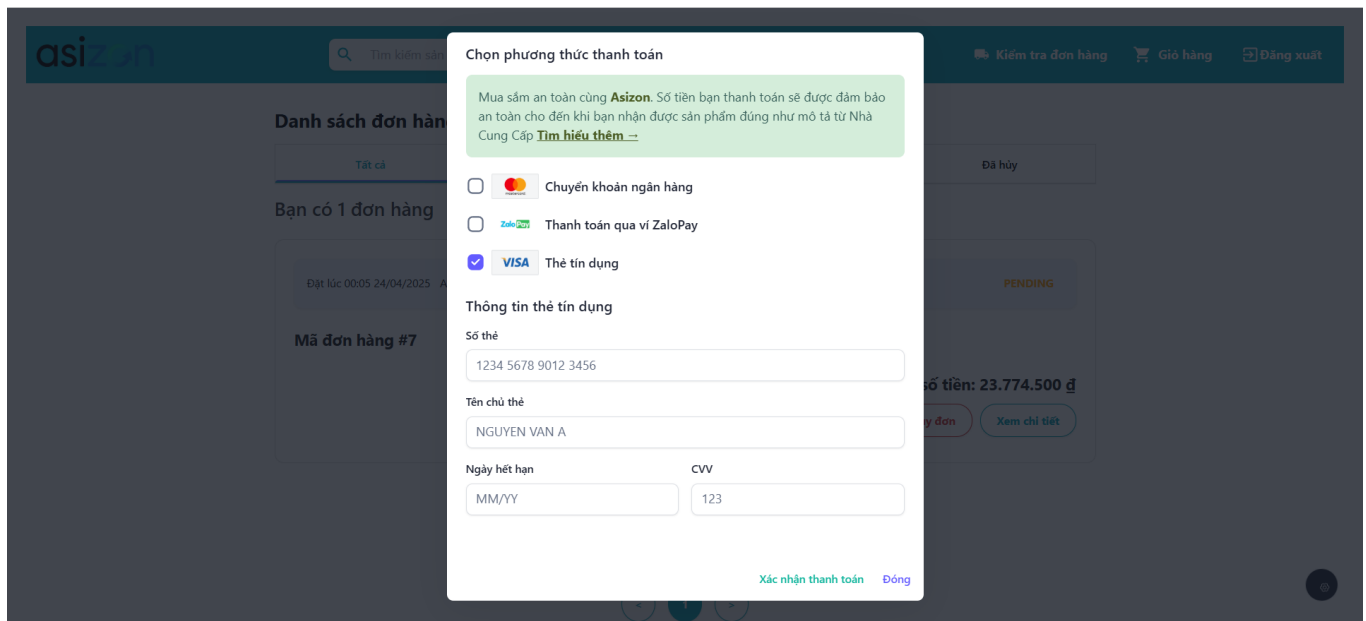 asizon
Tìm kiếm sản
Kiểm tra đơn hàng
Giỏ hàng
Đăng xuất
Danh sách đơn hàn
Tất cả
Đã hủy
Bạn có 1 đơn hàng
Đặt lúc 00:05 24/04/2025 A
PENDING
Mã đơn hàng #7
số tiền: 23.774.500 ₫
y đơn
Xem chi tiết
< 1 >
Chọn phương thức thanh toán
Mua sắm an toàn cùng Asizon. Số tiền bạn thanh toán sẽ được đảm bảo
an toàn cho đến khi bạn nhận được sản phẩm đúng như mô tả từ Nhà
Cung Cấp Tìm hiểu thêm →
mastercard Chuyển khoản ngân hàng
Zalo Pay Thanh toán qua ví ZaloPay
VISA Thẻ tín dụng
Thông tin thẻ tín dụng
Số thẻ
1234 5678 9012 3456
Tên chủ thẻ
NGUYEN VAN A
Ngày hết hạn CVV
MM/YY 123
Xác nhận thanh toán Đóng